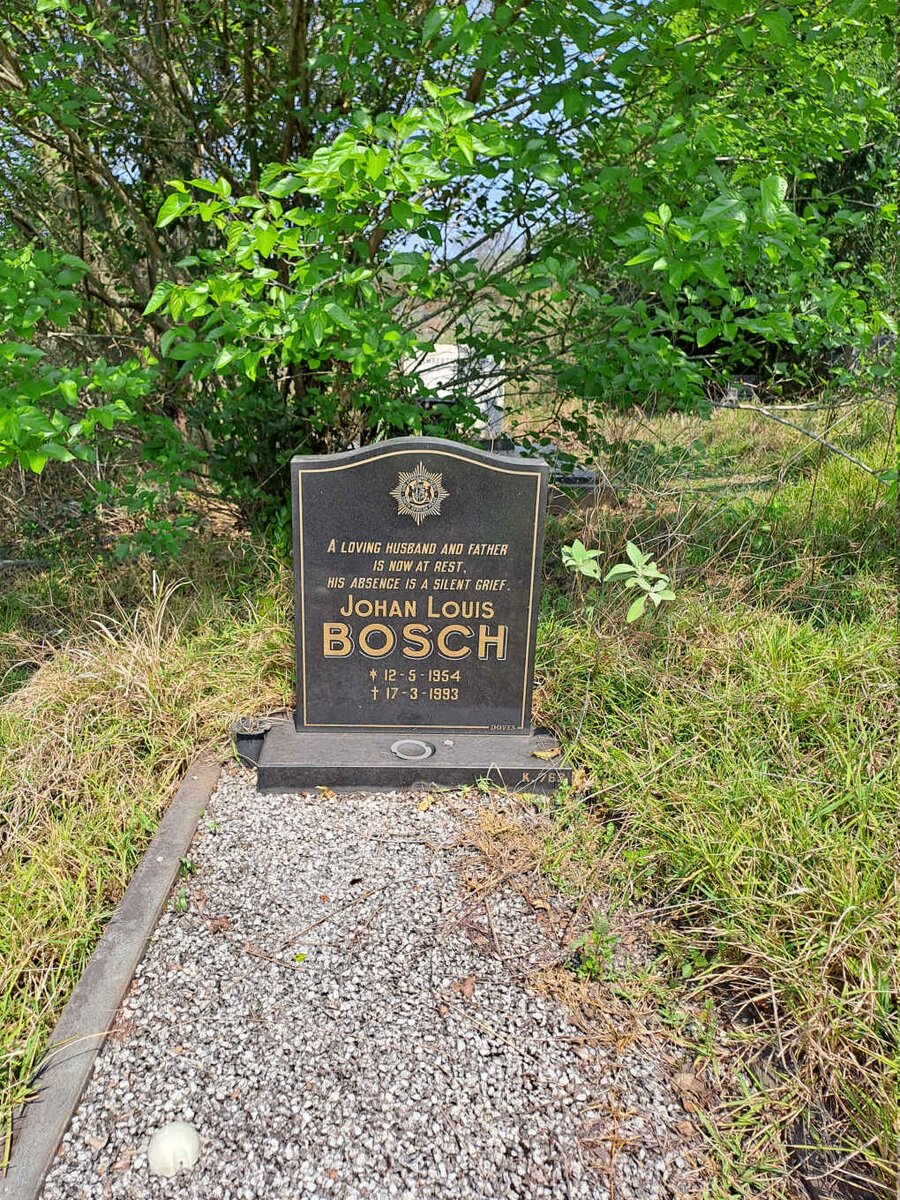 A LOVING HUSBAND AND FATHER
IS NOW AT REST,
HIS ABSENCE IS A SILENT GRIEF.
JOHAN LOUIS
BOSCH
* 12-5-1954
† 17-3-1993
DOVES